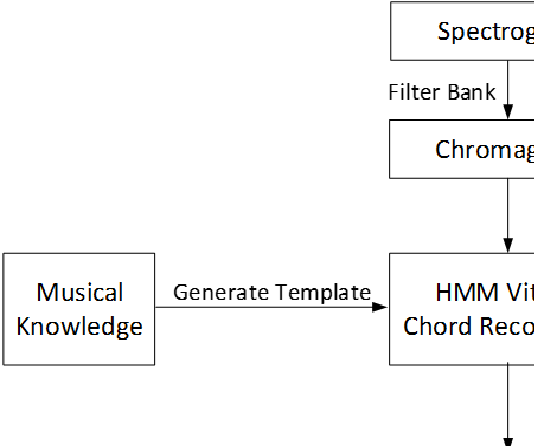 Spectrog
Filter Bank
Chromag
Musical
Knowledge
Generate Template
HMM Vit
Chord Reco